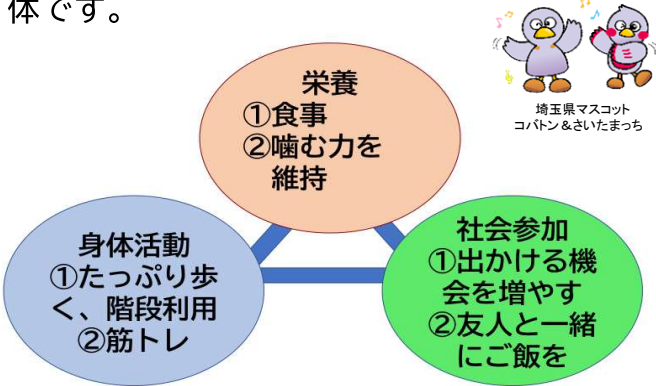 体です。
埼玉県マスコット
コバトン&さいたまっち
栄養
①食事
②噛む力を
維持
身体活動
①たっぷり歩
く、階段利用
②筋トレ
社会参加
①出かける機
会を増やす
②友人と一緒
にご飯を